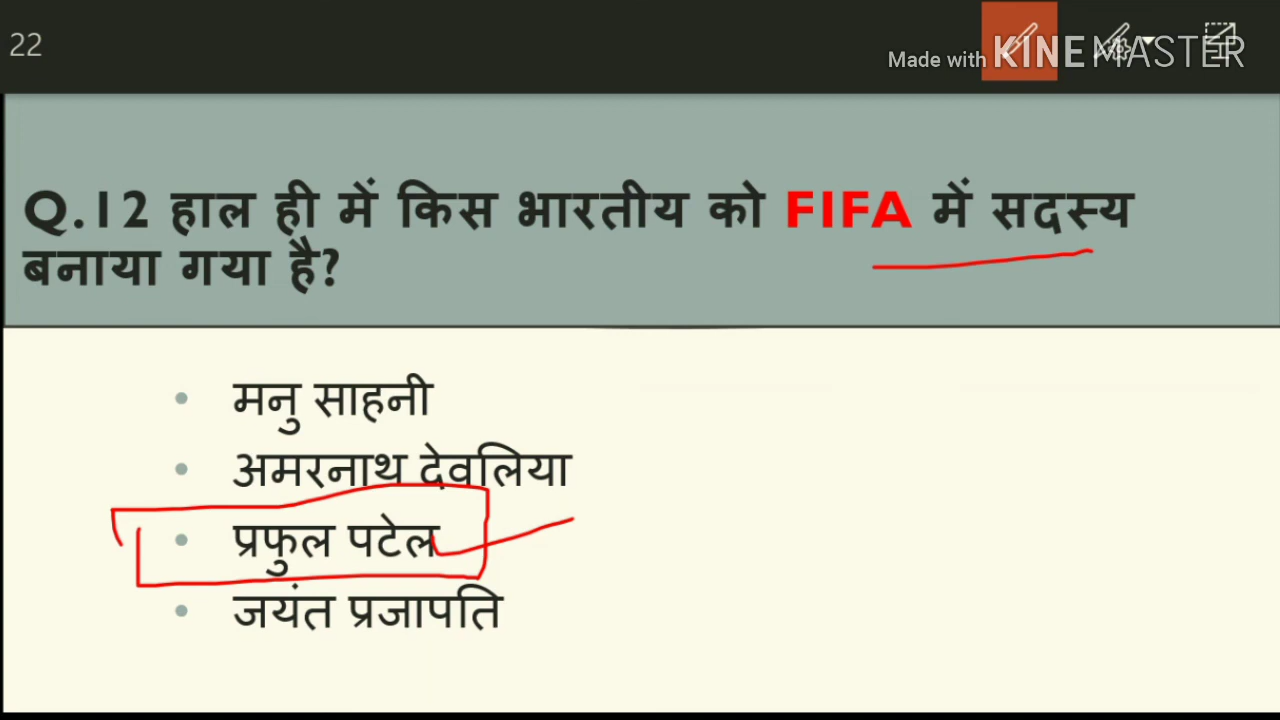 22
Made with KINEMASTER
Q.12 हाल ही में किस भारतीय को FIFA में सदस्य
बनाया गया है?
• मनु साहनी
• अमरनाथ देवलिया
• प्रफुल पटेल
• जयंत प्रजापति